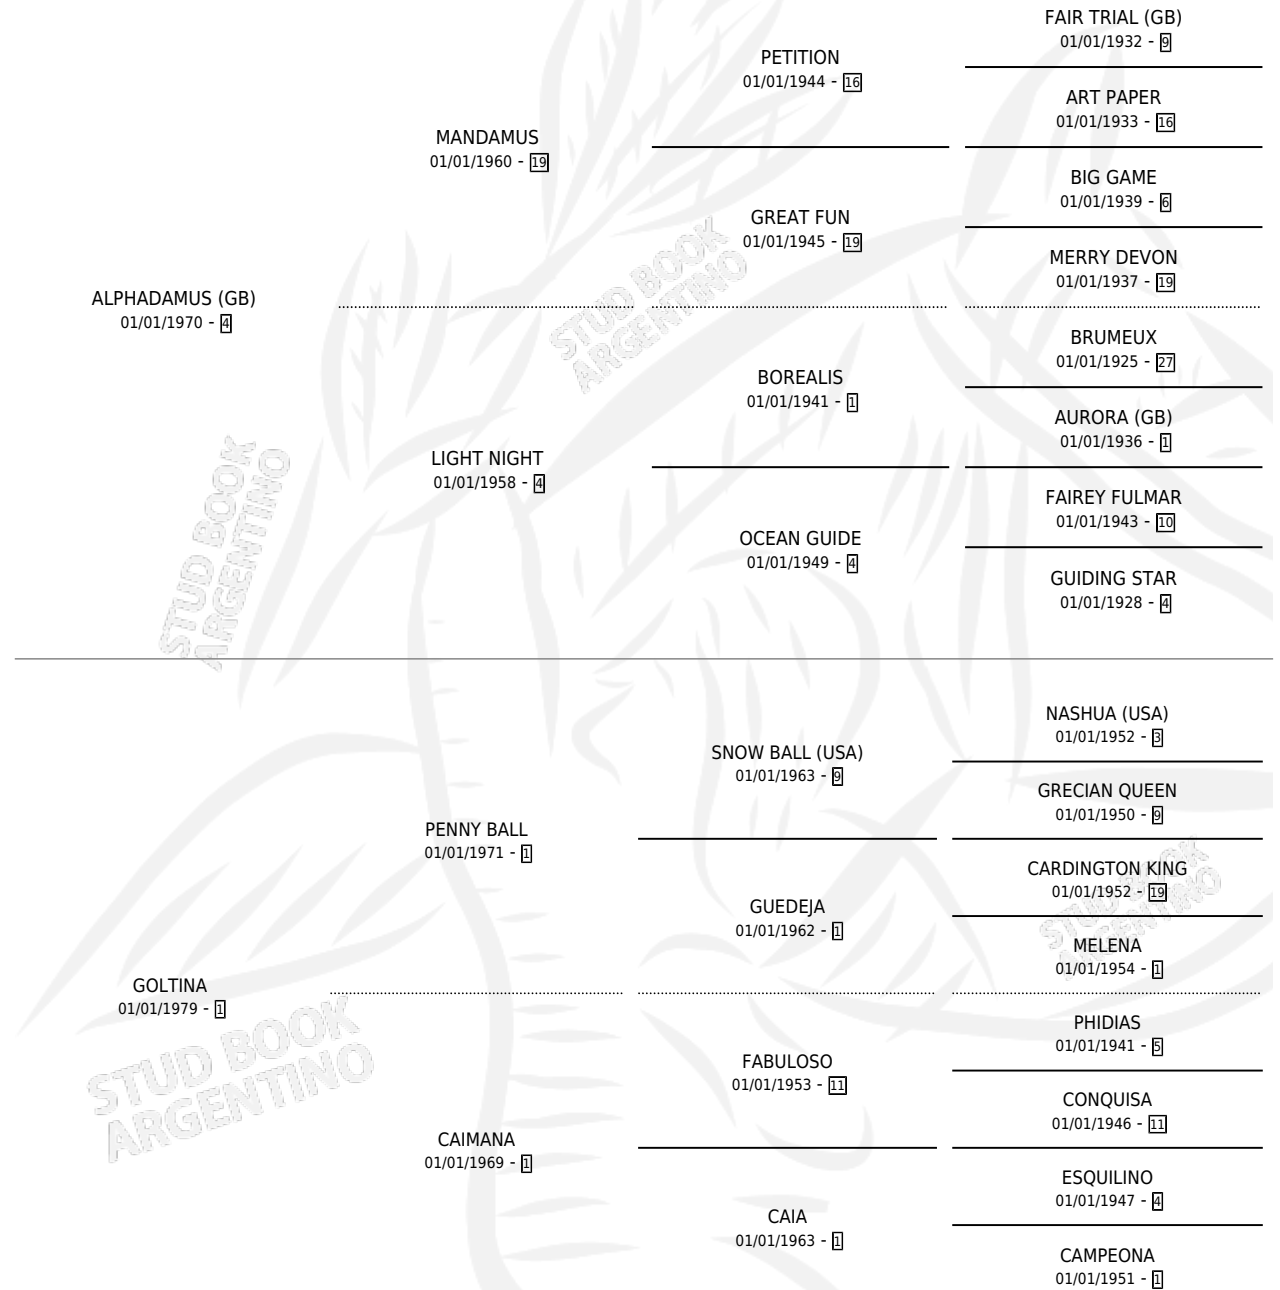 FAIR TRIAL (GB)
01/01/1932 - 9
PETITION
01/01/1944 - 16
ART PAPER
01/01/1933 - 16
MANDAMUS
01/01/1960 - 19
BIG GAME
01/01/1939 - 6
GREAT FUN
01/01/1945 - 19
MERRY DEVON
01/01/1937 - 19
ALPHADAMUS (GB)
01/01/1970 - 4
BRUMEUX
01/01/1925 - 27
BOREALIS
01/01/1941 - 1
AURORA (GB)
01/01/1936 - 1
LIGHT NIGHT
01/01/1958 - 4
FAIREY FULMAR
01/01/1943 - 10
OCEAN GUIDE
01/01/1949 - 4
GUIDING STAR
01/01/1928 - 4
STUD BOOK
ARGENTINO
STUD BOOK
ARGENTINO
NASHUA (USA)
01/01/1952 - 3
SNOW BALL (USA)
01/01/1963 - 9
GRECIAN QUEEN
01/01/1950 - 9
PENNY BALL
01/01/1971 - 1
CARDINGTON KING
01/01/1952 - 19
GUEDEJA
01/01/1962 - 1
MELENA
01/01/1954 - 1
GOLTINA
01/01/1979 - 1
PHIDIAS
01/01/1941 - 5
FABULOSO
01/01/1953 - 11
CONQUISA
01/01/1946 - 11
CAIMANA
01/01/1969 - 1
ESQUILINO
01/01/1947 - 4
CAIA
01/01/1963 - 1
CAMPEONA
01/01/1951 - 1
STUD BOOK
ARGENTINO
STUD BOOK
ARGENTINO